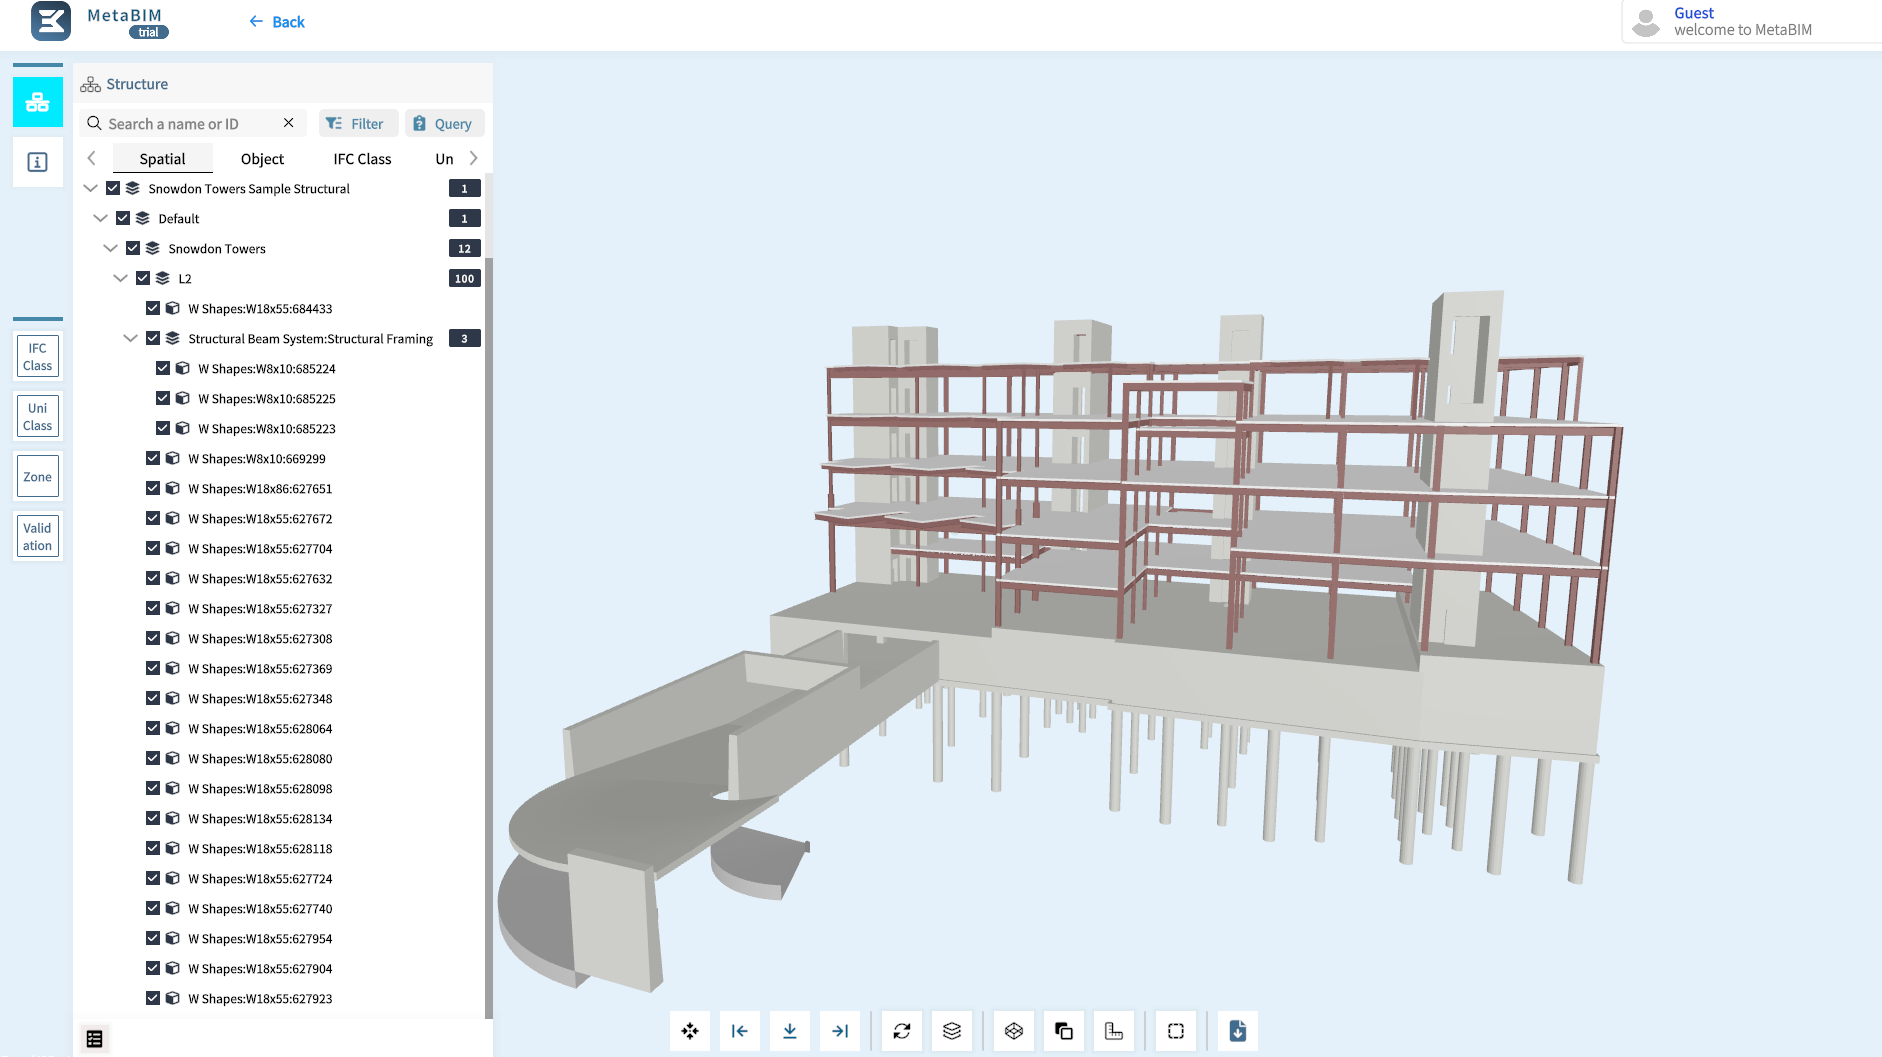 MetaBIM
trial
Back
Guest
welcome to MetaBIM
Structure
Search a name or ID
Filter
Query
Spatial
Object
IFC Class
Un
Snowdon Towers Sample Structural
1
Default
1
Snowdon Towers
12
L2
100
W Shapes:W18x55:684433
Structural Beam System:Structural Framing
3
W Shapes:W8x10:685224
W Shapes:W8x10:685225
W Shapes:W8x10:685223
W Shapes:W8x10:669299
W Shapes:W18x86:627651
W Shapes:W18x55:627672
W Shapes:W18x55:627704
W Shapes:W18x55:627632
W Shapes:W18x55:627327
W Shapes:W18x55:627308
W Shapes:W18x55:627369
W Shapes:W18x55:627348
W Shapes:W18x55:628064
W Shapes:W18x55:628080
W Shapes:W18x55:628098
W Shapes:W18x55:628134
W Shapes:W18x55:628118
W Shapes:W18x55:627724
W Shapes:W18x55:627740
W Shapes:W18x55:627954
W Shapes:W18x55:627904
W Shapes:W18x55:627923
IFC
Class
Uni
Class
Zone
Valid
ation